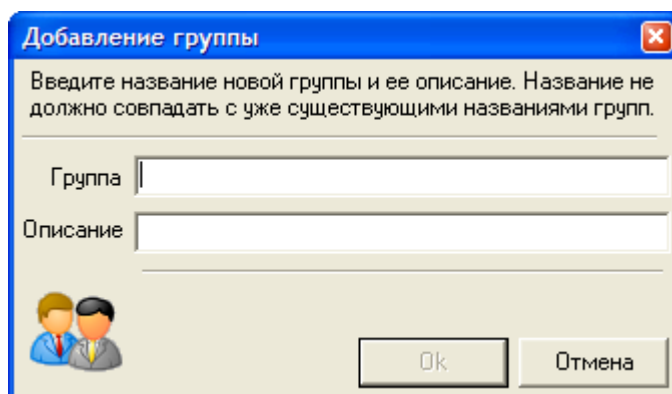 Добавление группы
Введите название новой группы и ее описание. Название не
должно совпадать с уже существующими названиями групп.
Группа
Описание
Ok
Отмена